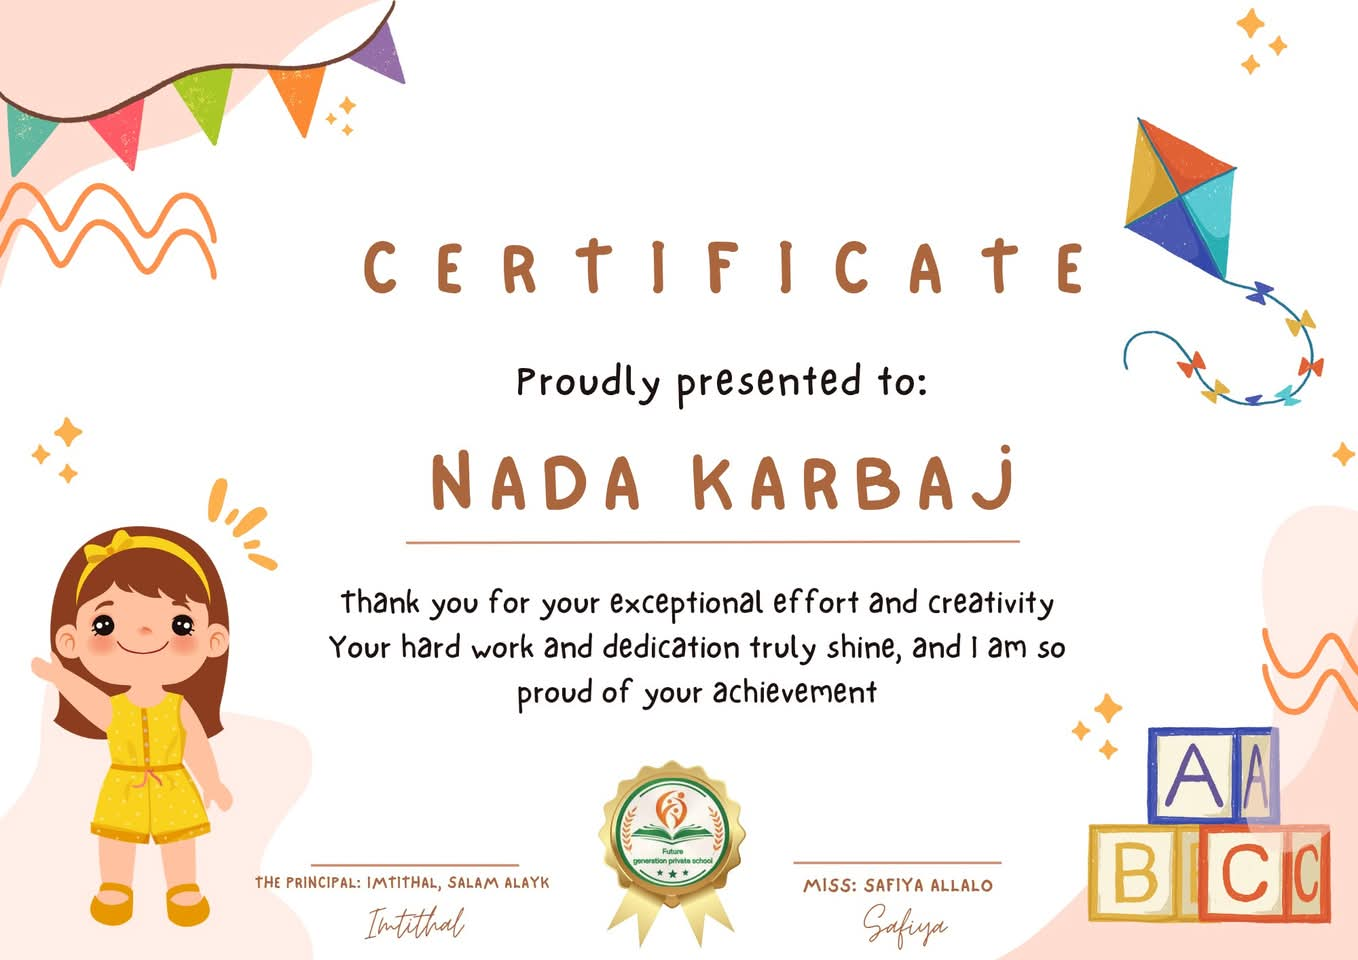 CERTIFICATE
Proudly presented to:
NADA KARBAJ
Thank you for your exceptional effort and creativity
Your hard work and dedication truly shine, and I am so
proud of your achievement
Future
generation private school
THE PRINCIPAL: IMTITHAL, SALAM ALAYK
MISS: SAFIYA ALLALO
Imtithal
Safiya
A A
B B C C